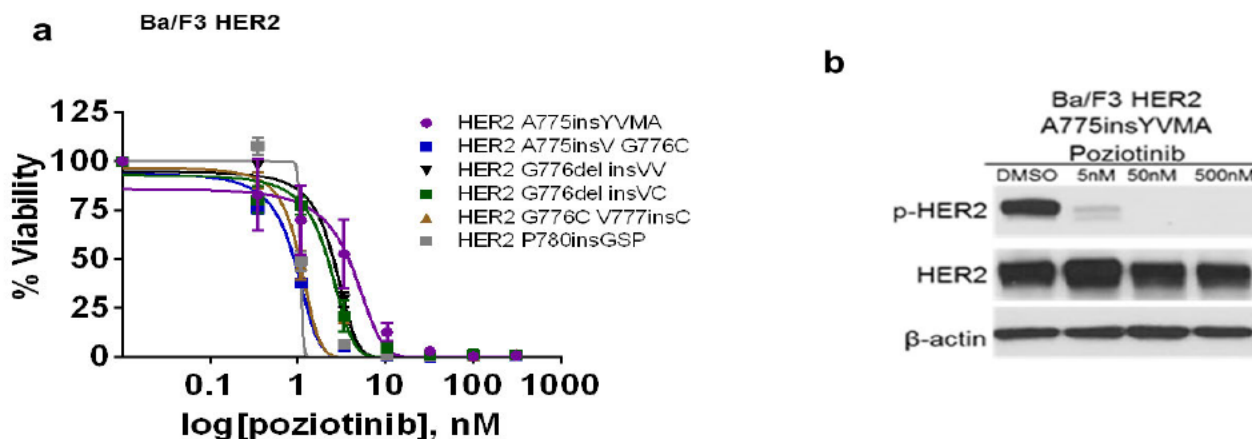 a
Ba/F3 HER2
% Viability
125
100
75
50
25
0
0.1 1 10 100 1000
log[poziotinib], nM
HER2 A775insYVMA
HER2 A775insV G776C
HER2 G776del insVV
HER2 G776del insVC
HER2 G776C V777insC
HER2 P780insGSP
b
Ba/F3 HER2
A775insYVMA
Poziotinib
DMSO 5nM 50nM 500nM
p-HER2
HER2
β-actin